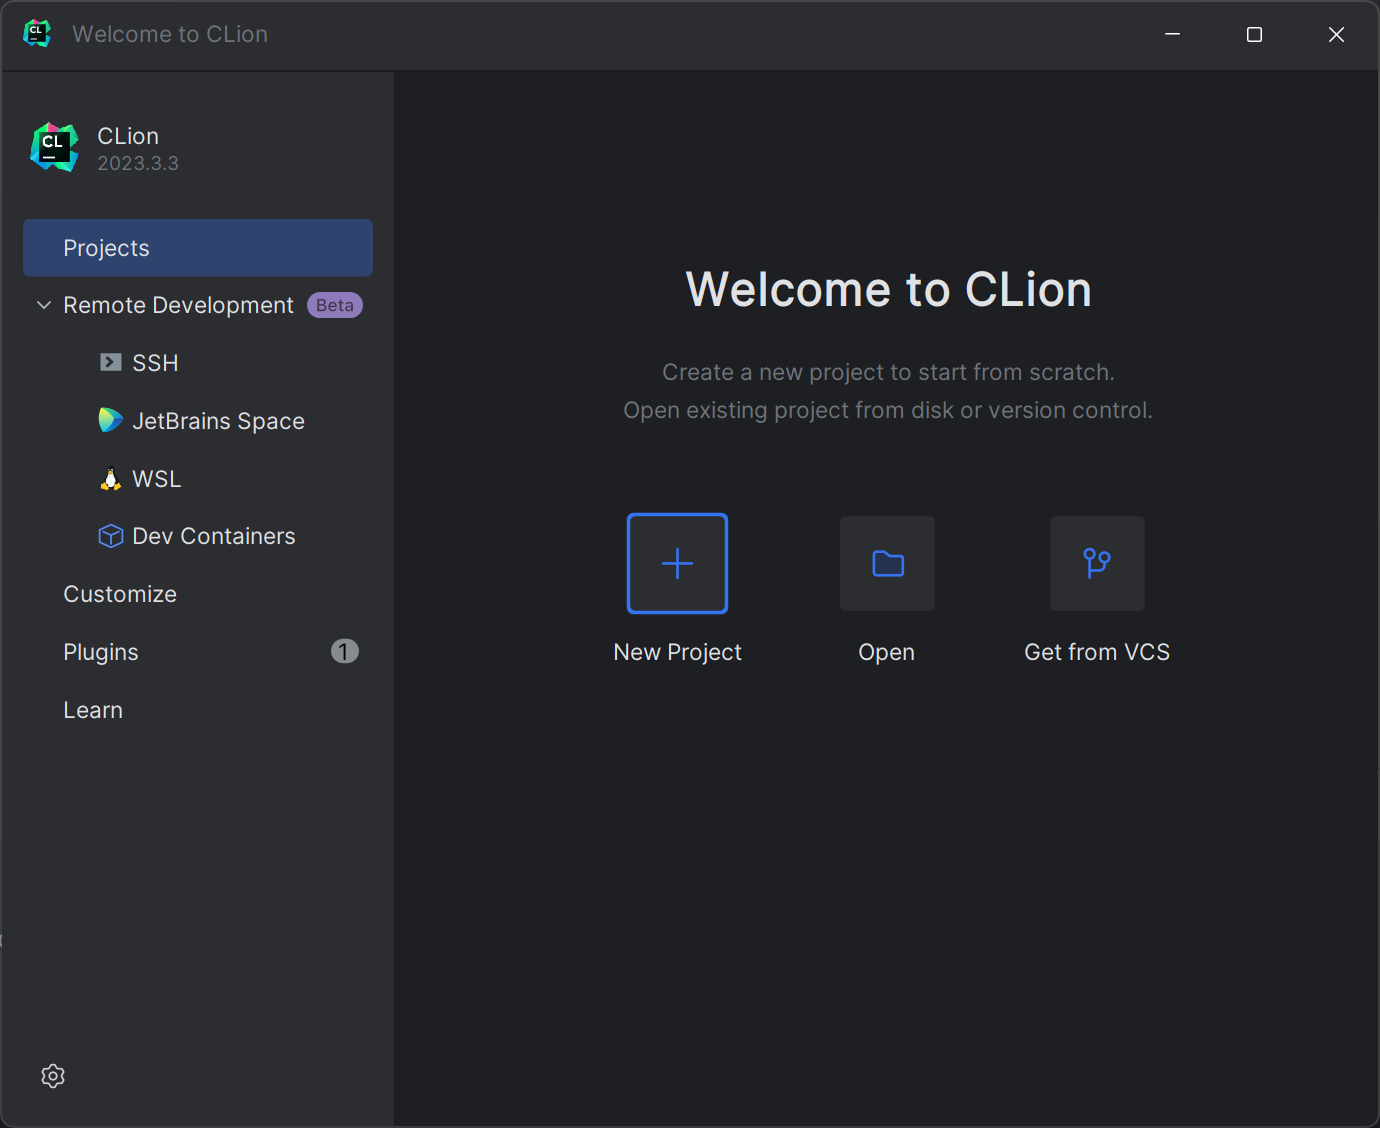 CL
Welcome to CLion
CL
CLion
2023.3.3
Projects
Remote Development Beta
SSH
JetBrains Space
WSL
Dev Containers
Customize
Plugins 1
Learn
Welcome to CLion
Create a new project to start from scratch.
Open existing project from disk or version control.
New Project
Open
Get from VCS